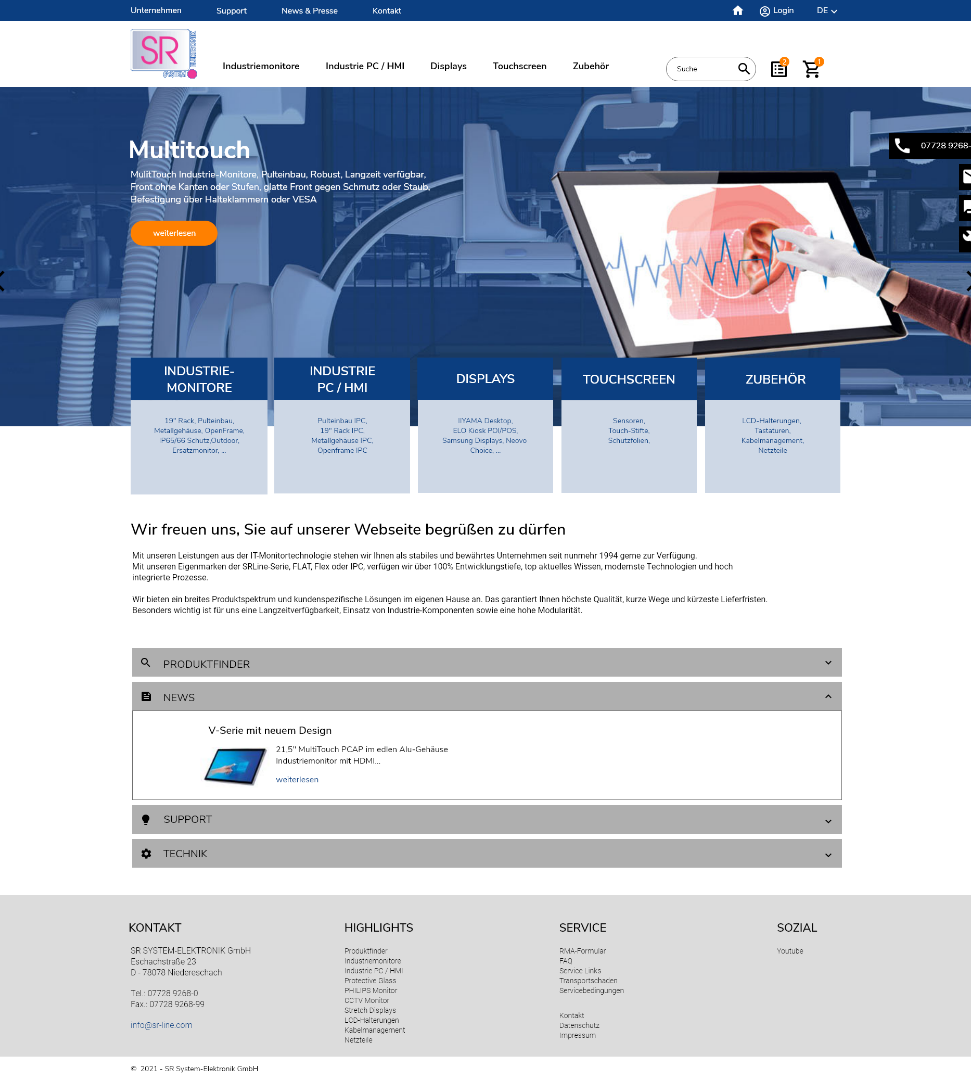 Unternehmen Support News & Presse Kontakt Login DE
SR
Industriemonitore Industrie PC / HMI Displays Touchscreen Zubehör Suche
Multitouch
MulitTouch Industrie-Monitore, Pulteinbau, Robust, Langzeit verfügbar,
Front ohne Kanten oder Stufen, glatte Front gegen Schmutz oder Staub,
Befestigung über Halteklammern oder VESA
weiterlesen
07728 9268-
INDUSTRIE-
MONITORE
19" Rack, Pulteinbau,
Metallgehäuse, OpenFrame,
IP65/66 Schutz,Outdoor,
Ersatzmonitor, ...
INDUSTRIE
PC / HMI
Pulteinbau IPC,
19" Rack IPC,
Metallgehäuse IPC,
Openframe IPC
DISPLAYS
IIYAMA Desktop,
ELO Kiosk POI/POS,
Samsung Displays, Neovo
Choice, ...
TOUCHSCREEN
Sensoren,
Touch-Stifte,
Schutzfolien,
ZUBEHÖR
LCD-Halterungen,
Tastaturen,
Kabelmanagement,
Netzteile
Wir freuen uns, Sie auf unserer Webseite begrüßen zu dürfen
Mit unseren Leistungen aus der IT-Monitortechnologie stehen wir Ihnen als stabiles und bewährtes Unternehmen seit nunmehr 1994 gerne zur Verfügung.
Mit unseren Eigenmarken der SRLine-Serie, FLAT, Flex oder IPC, verfügen wir über 100% Entwicklungstiefe, top aktuelles Wissen, modernste Technologien und hoch
integrierte Prozesse.
Wir bieten ein breites Produktspektrum und kundenspezifische Lösungen im eigenen Hause an. Das garantiert Ihnen höchste Qualität, kurze Wege und kürzeste Lieferfristen.
Besonders wichtig ist für uns eine Langzeitverfügbarkeit, Einsatz von Industrie-Komponenten sowie eine hohe Modularität.
PRODUKTFINDER
NEWS
V-Serie mit neuem Design
21,5" MultiTouch PCAP im edlen Alu-Gehäuse
Industriemonitor mit HDMI...
weiterlesen
SUPPORT
TECHNIK
KONTAKT
SR SYSTEM-ELEKTRONIK GmbH
Eschachstraße 23
D - 78078 Niedereschach
Tel.: 07728 9268-0
Fax.: 07728 9268-99
info@sr-line.com
HIGHLIGHTS
Produktfinder
Industriemonitore
Industrie PC / HMI
Protective Glass
PHILIPS Monitor
CCTV Monitor
Stretch Displays
LCD-Halterungen
Kabelmanagement
Netzteile
SERVICE
RMA-Formular
FAQ
Service Links
Transportschaden
Servicebedingungen
Kontakt
Datenschutz
Impressum
SOZIAL
Youtube
© 2021 - SR System-Elektronik GmbH